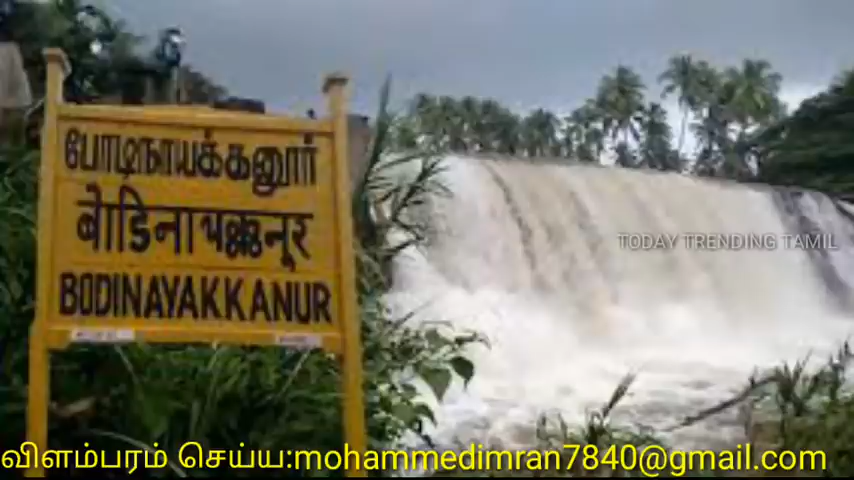 போடிநாயக்கனூர்
बोडिनायक्कनूर
BODINAYAKKANUR
TODAY TRENDING TAMIL
விளம்பரம் செய்ய:mohammedimran7840@gmail.com